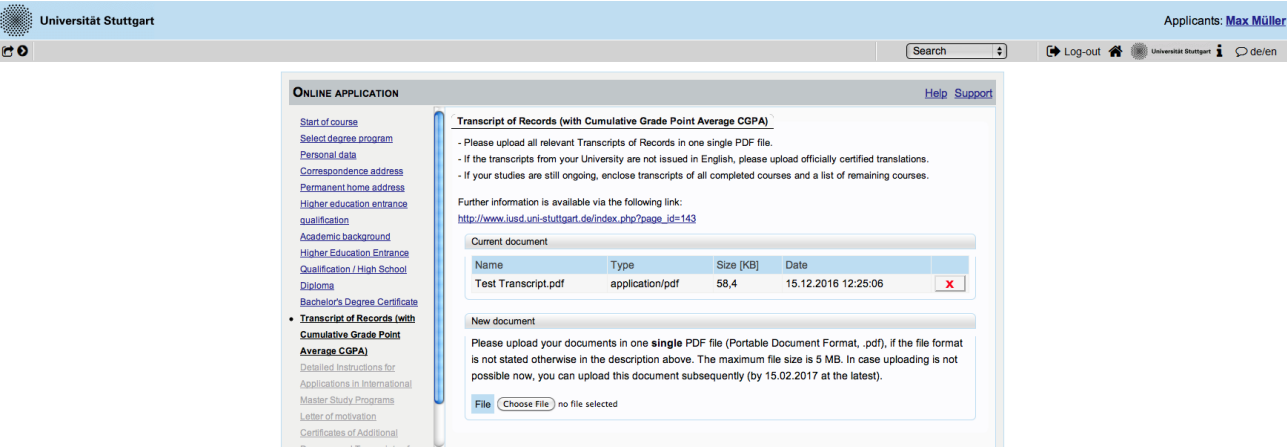 Universität Stuttgart
Applicants: Max Müller
Search
Log-out
Universität Stuttgart
de/en
ONLINE APPLICATION
Help Support
Start of course
Select degree program
Personal data
Correspondence address
Permanent home address
Higher education entrance
qualification
Academic background
Higher Education Entrance
Qualification / High School
Diploma
Bachelor's Degree Certificate
Transcript of Records (with
Cumulative Grade Point
Average CGPA)
Detailed Instructions for
Applications in International
Master Study Programs
Letter of motivation
Certificates of Additional
Transcript of Records (with Cumulative Grade Point Average CGPA)
- Please upload all relevant Transcripts of Records in one single PDF file.
- If the transcripts from your University are not issued in English, please upload officially certified translations.
- If your studies are still ongoing, enclose transcripts of all completed courses and a list of remaining courses.
Further information is available via the following link:
http://www.iusd.uni-stuttgart.de/index.php?page_id=143
Current document
Name Type Size [KB] Date
Test Transcript.pdf application/pdf 58,4 15.12.2016 12:25:06 X
New document
Please upload your documents in one single PDF file (Portable Document Format, .pdf), if the file format
is not stated otherwise in the description above. The maximum file size is 5 MB. In case uploading is not
possible now, you can upload this document subsequently (by 15.02.2017 at the latest).
File Choose File no file selected